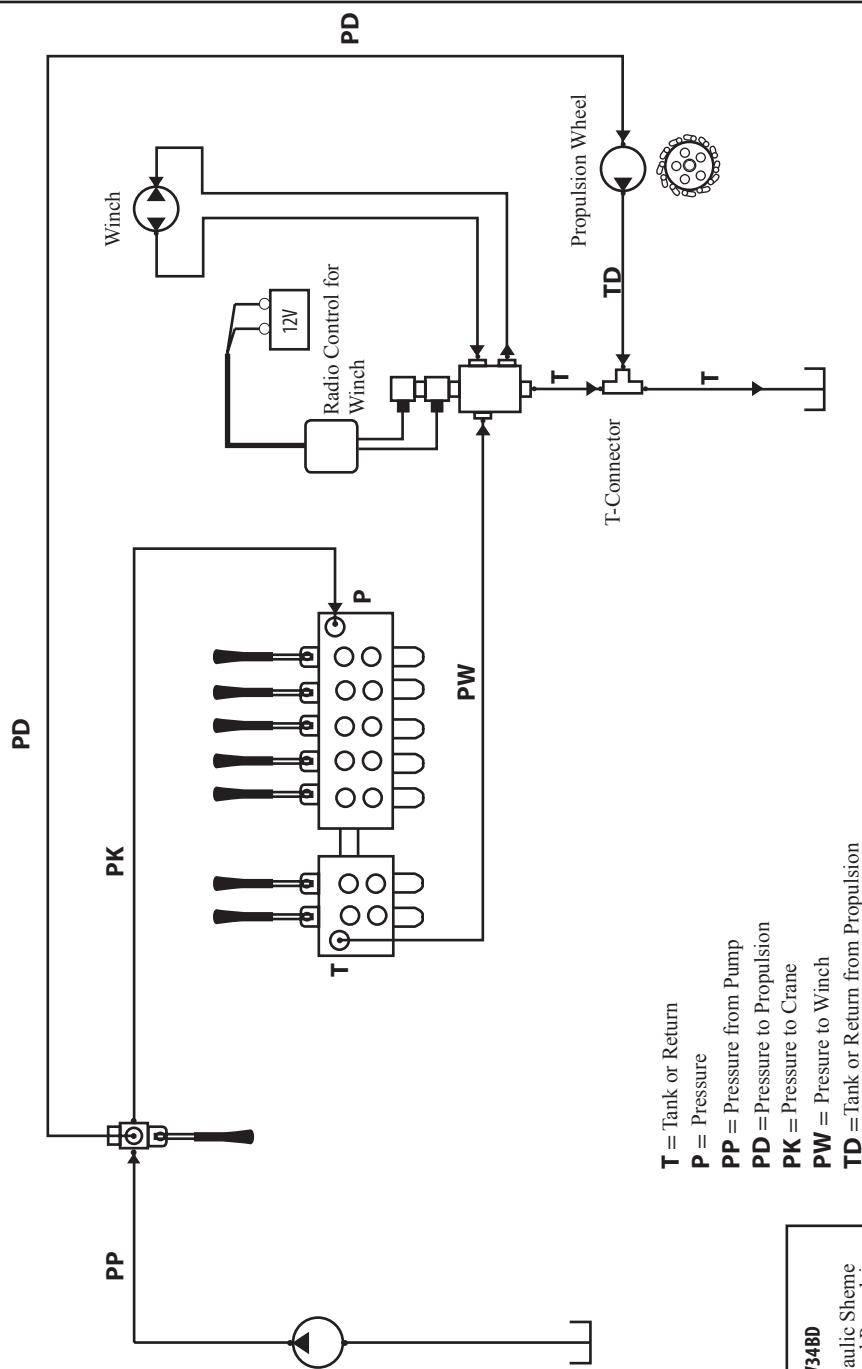 PD
PD
PP
PK
Winch
12V
Radio Control for
Winch
T
P
PW
T
T
T-Connector
TD
Propulsion Wheel
T = Tank or Return
P = Pressure
PP = Pressure from Pump
PD = Pressure to Propulsion
PK = Pressure to Crane
PW = Presure to Winch
TD = Tank or Return from Propulsion
Sheme